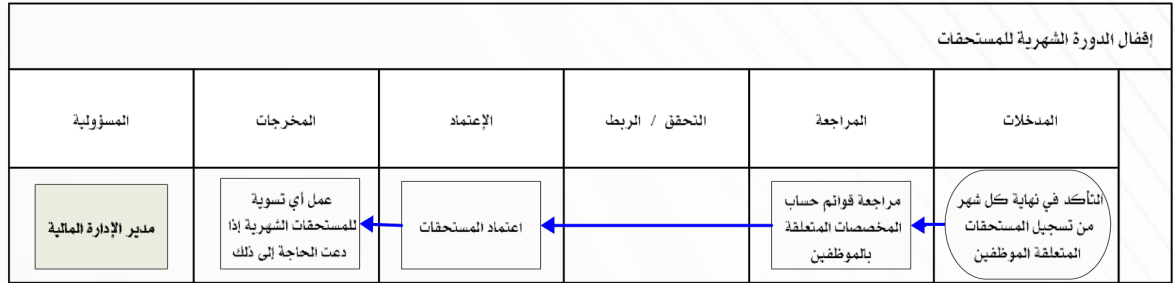 إقفال الدورة الشهرية للمستحقات
المدخلات
المراجعة
التحقق / الربط
الإعتماد
المخرجات
المسؤولية
التأكد في نهاية كل شهر
من تسجيل المستحقات
المتعلقة الموظفين
مراجعة قوائم حساب
المخصصات المتعلقة
بالموظفين
اعتماد المستحقات
عمل أي تسوية
للمستحقات الشهرية إذا
دعت الحاجة إلى ذلك
مدير الإدارة المالية